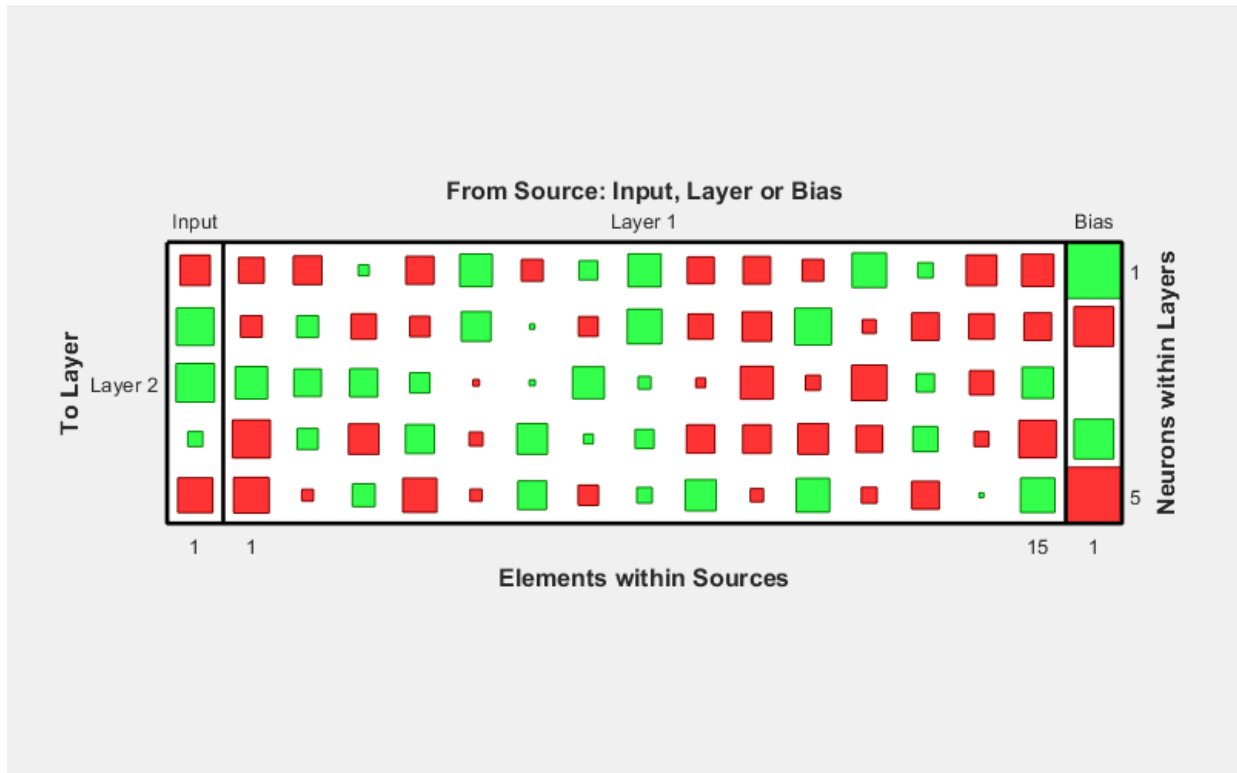 From Source: Input, Layer or Bias
Input
Layer 1
Bias
1
To Layer
Layer 2
Neurons within Layers
5
1
1
15
1
Elements within Sources